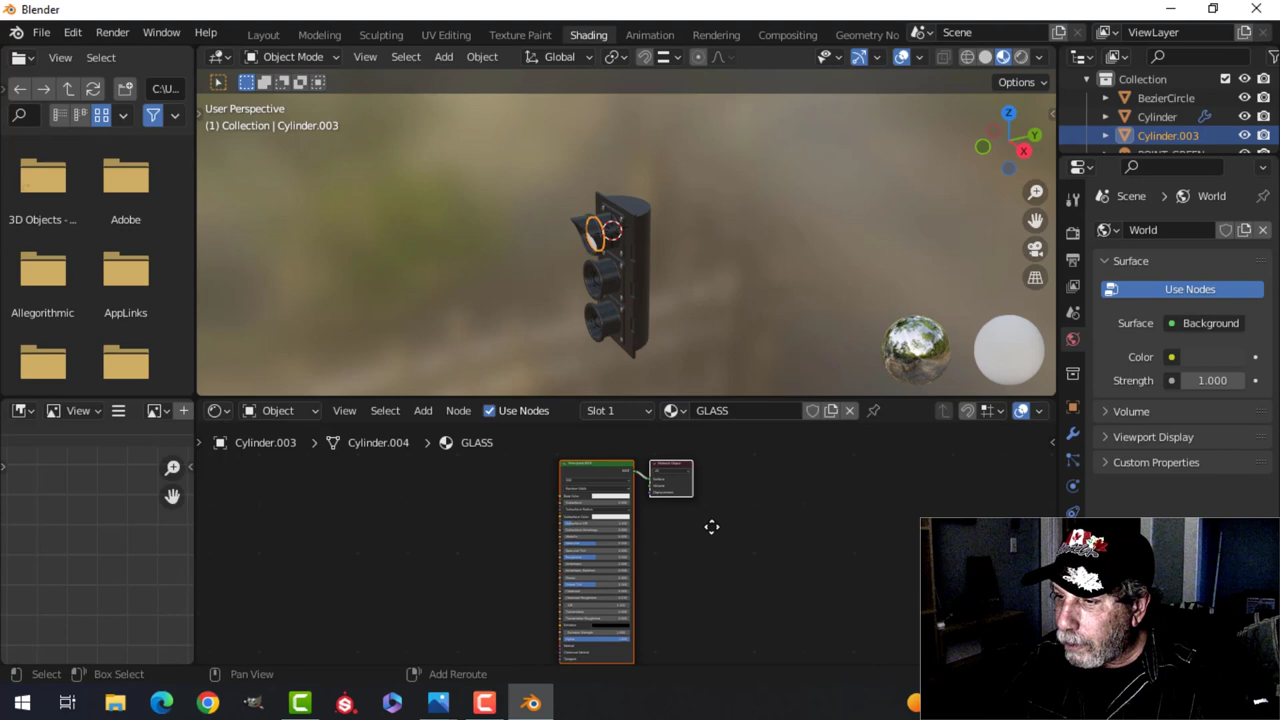 Blender
File Edit Render Window Help Layout Modeling Sculpting UV Editing Texture Paint Shading Animation Rendering Compositing Geometry No Scene ViewLayer
View Select Object Mode View Select Add Object Global
C:\U... Options
User Perspective
(1) Collection | Cylinder.003
Z
Y
X
3D Objects - ... Adobe
Allegorithmic AppLinks
Collection
BezierCircle
Cylinder
Cylinder.003
Scene World
World
Surface
Use Nodes
Surface Background
Color
Strength 1.000
Volume
Viewport Display
Custom Properties
View Object View Select Add Node Use Nodes Slot 1 GLASS
Cylinder.003 Cylinder.004 GLASS
Select Box Select Pan View Add Reroute